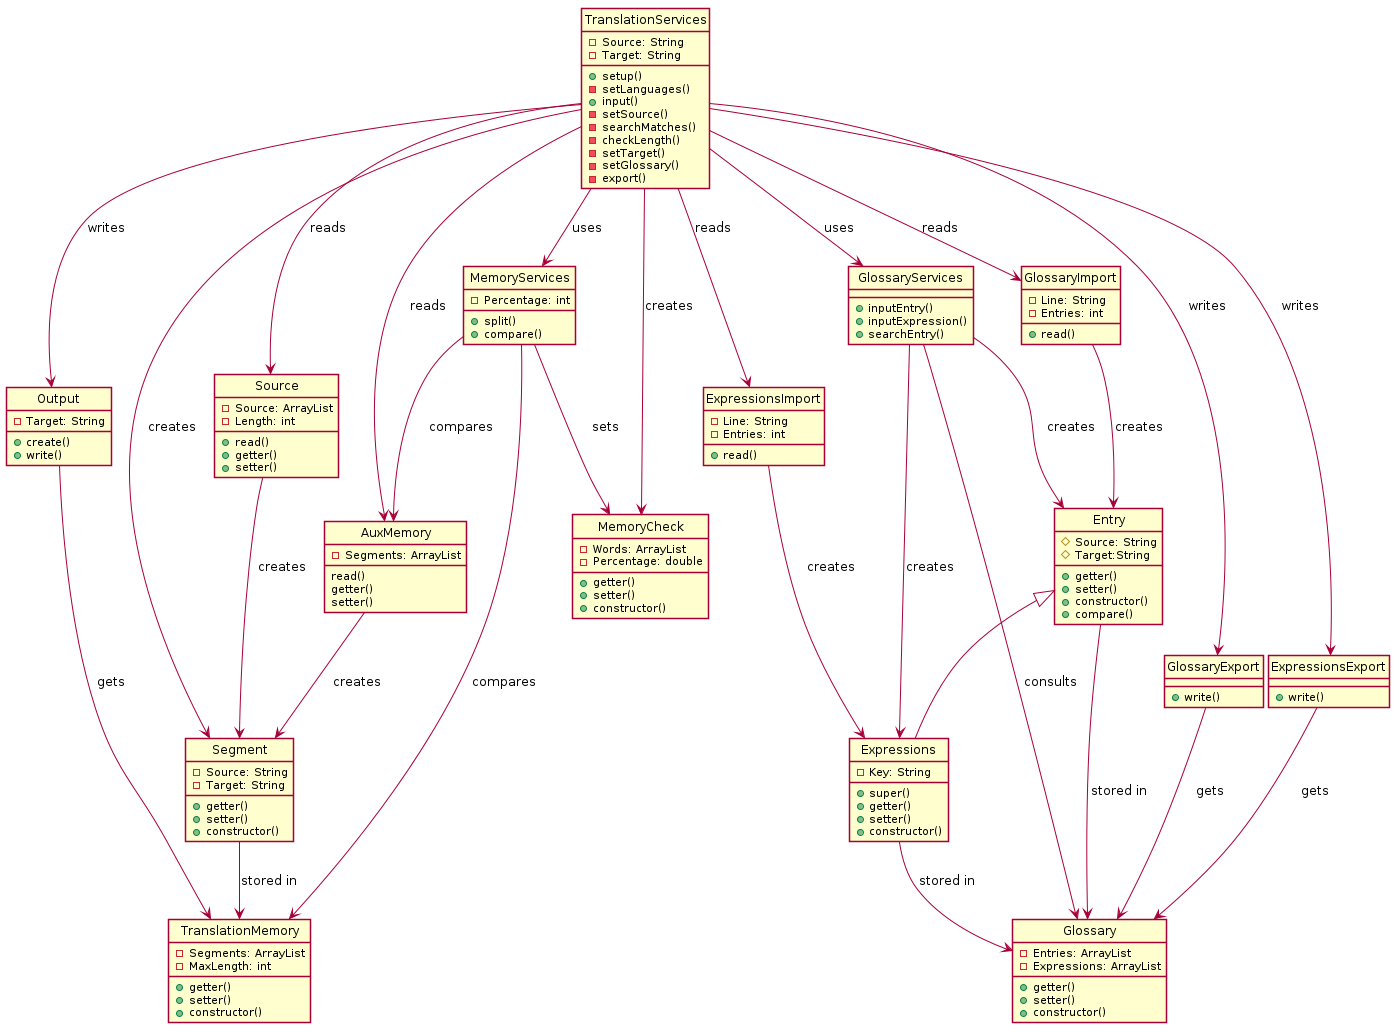 TranslationServices
Source: String
Target: String
setup()
setLanguages()
input()
setSource()
searchMatches()
checkLength()
setTarget()
setGlossary()
export()
writes
reads
uses
reads
uses
reads
MemoryServices
Percentage: int
split()
compare()
GlossaryServices
inputEntry()
inputExpression()
searchEntry()
GlossaryImport
Line: String
Entries: int
read()
reads
creates
writes
writes
Output
Target: String
create()
write()
Source
Source: ArrayList
Length: int
read()
getter()
setter()
ExpressionsImport
Line: String
Entries: int
read()
creates
compares
sets
creates
creates
AuxMemory
Segments: ArrayList
read()
getter()
setter()
MemoryCheck
Words: ArrayList
Percentage: double
getter()
setter()
constructor()
Entry
Source: String
Target:String
getter()
setter()
constructor()
compare()
creates
creates
creates
GlossaryExport
write()
ExpressionsExport
write()
gets
creates
compares
consults
Segment
Source: String
Target: String
getter()
setter()
constructor()
Expressions
Key: String
super()
getter()
setter()
constructor()
stored in
gets
gets
stored in
stored in
TranslationMemory
Segments: ArrayList
MaxLength: int
getter()
setter()
constructor()
Glossary
Entries: ArrayList
Expressions: ArrayList
getter()
setter()
constructor()